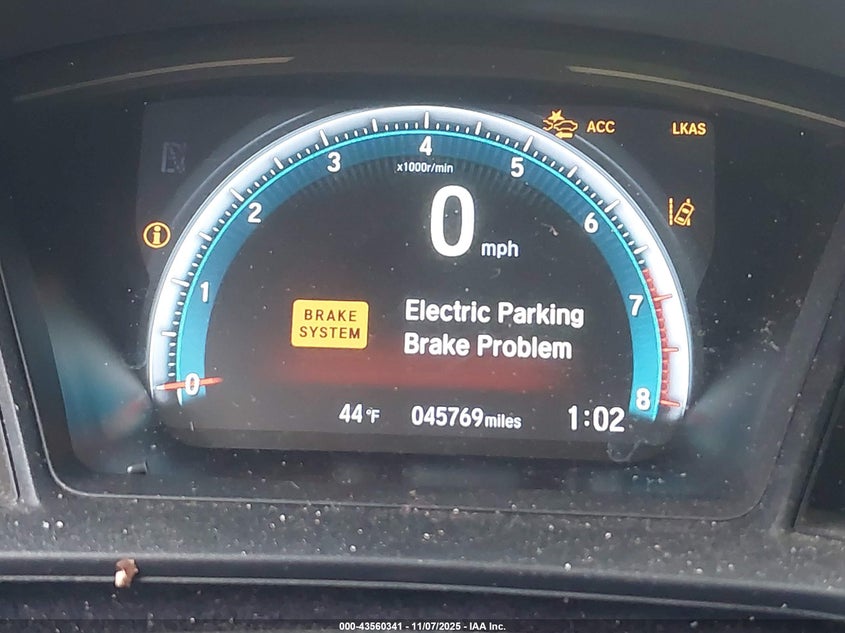 ACC
LKAS
4
3
5
x1000r/min
2
6
0 mph
1
7
BRAKE
SYSTEM
Electric Parking
Brake Problem
0
8
44°F
045769miles
1:02
000-43560341 - 11/07/2025 - IAA Inc.